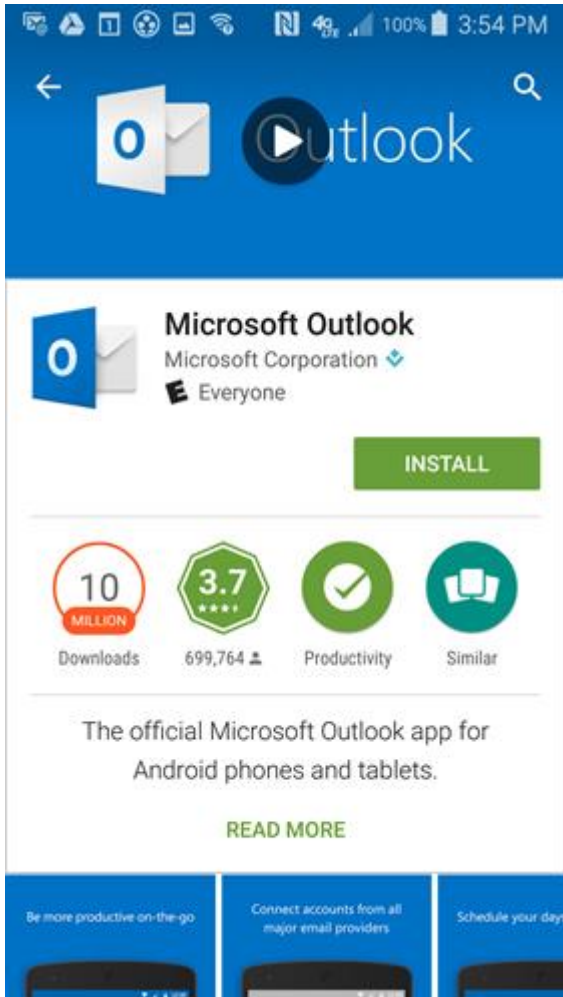 4G LTE 100% 3:54 PM
Outlook
Microsoft Outlook
Microsoft Corporation
E Everyone
INSTALL
10
MILLION
3.7
Downloads 699,764 Productivity Similar
The official Microsoft Outlook app for
Android phones and tablets.
READ MORE
Be more productive on-the-go
Connect accounts from all
major email providers
Schedule your days